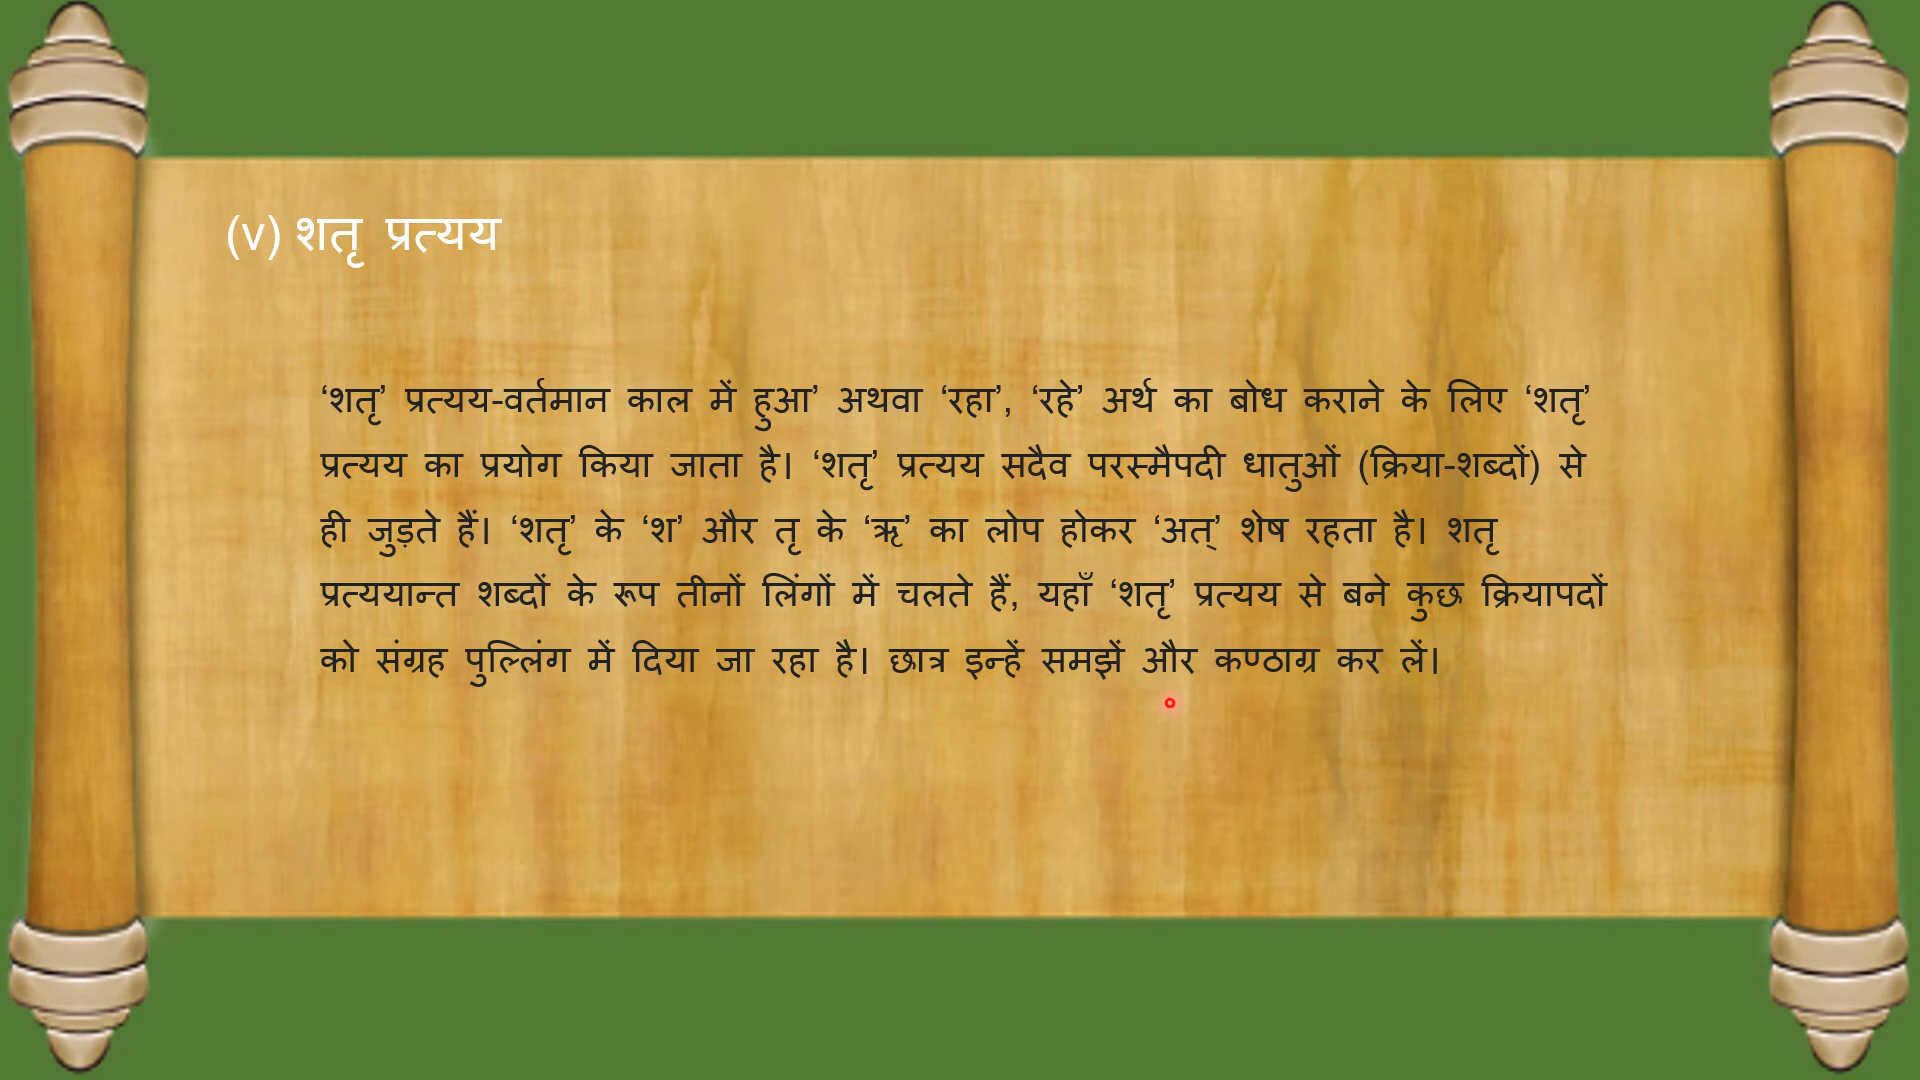 (v) शतृ प्रत्यय
‘शतृ’ प्रत्यय-वर्तमान काल में हुआ’ अथवा ‘रहा’, ‘रहे’ अर्थ का बोध कराने के लिए ‘शतृ’
प्रत्यय का प्रयोग किया जाता है। ‘शतृ’ प्रत्यय सदैव परस्मैपदी धातुओं (क्रिया-शब्दों) से
ही जुड़ते हैं। ‘शतृ’ के ‘श’ और तृ के ‘ऋ’ का लोप होकर ‘अत्’ शेष रहता है। शतृ
प्रत्ययान्त शब्दों के रूप तीनों लिंगों में चलते हैं, यहाँ ‘शतृ’ प्रत्यय से बने कुछ क्रियापदों
को संग्रह पुल्लिंग में दिया जा रहा है। छात्र इन्हें समझें और कण्ठाग्र कर लें।